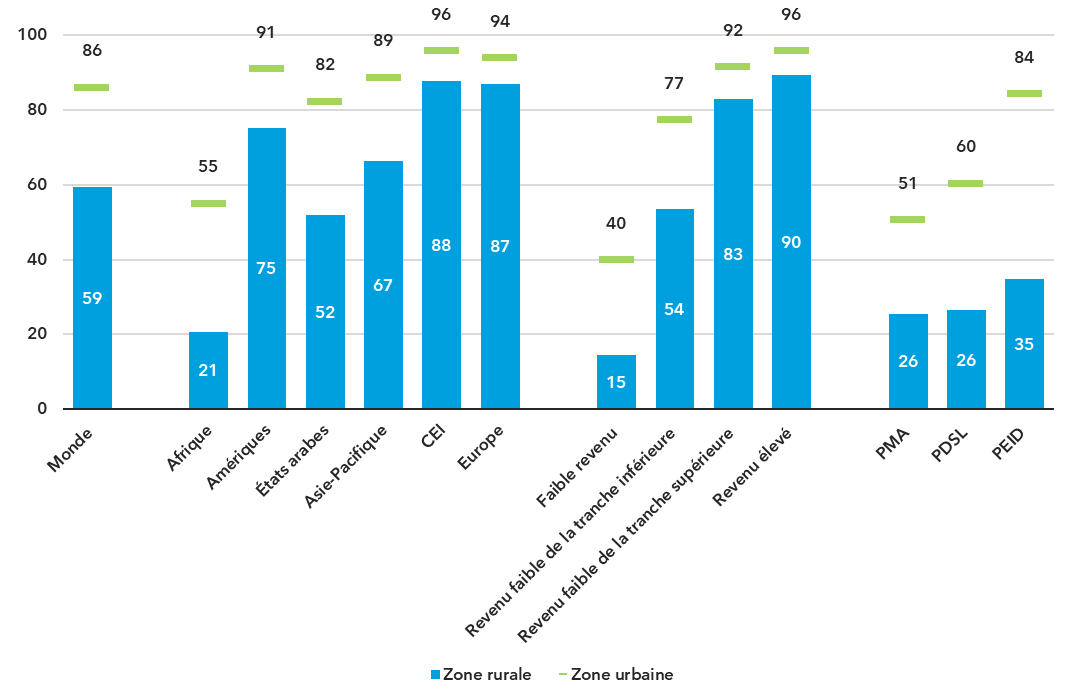 100
80
60
40
20
0
86
55
91
82
89
96
94
40
77
92
96
51
60
84
59
21
75
52
67
88
87
15
54
83
90
26
26
35
Monde
Afrique
Amériques
États arabes
Asie-Pacifique
CEI
Europe
Faible revenu
Revenu faible de la tranche inférieure
Revenu faible de la tranche supérieure
Revenu élevé
PMA
PDSL
PEID
Zone rurale
Zone urbaine